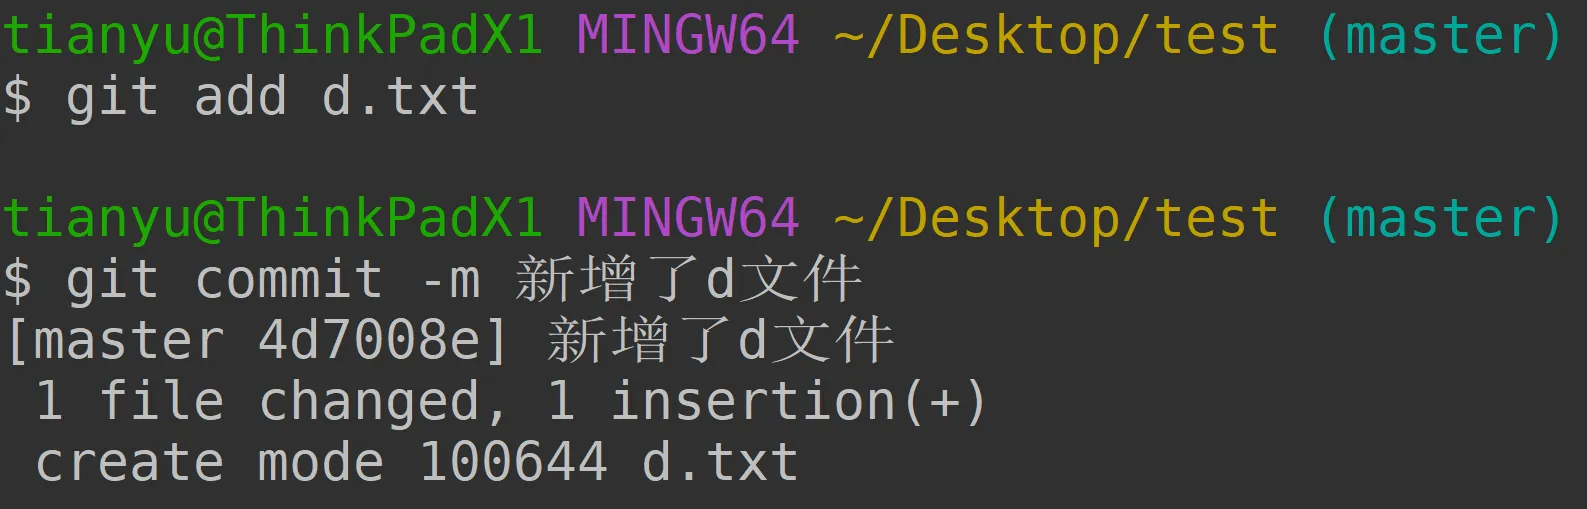 tianyu@ThinkPadX1 MINGW64 ~/Desktop/test (master)
$ git add d.txt
tianyu@ThinkPadX1 MINGW64 ~/Desktop/test (master)
$ git commit -m 新增了d文件
[master 4d7008e] 新增了d文件
1 file changed, 1 insertion(+)
create mode 100644 d.txt